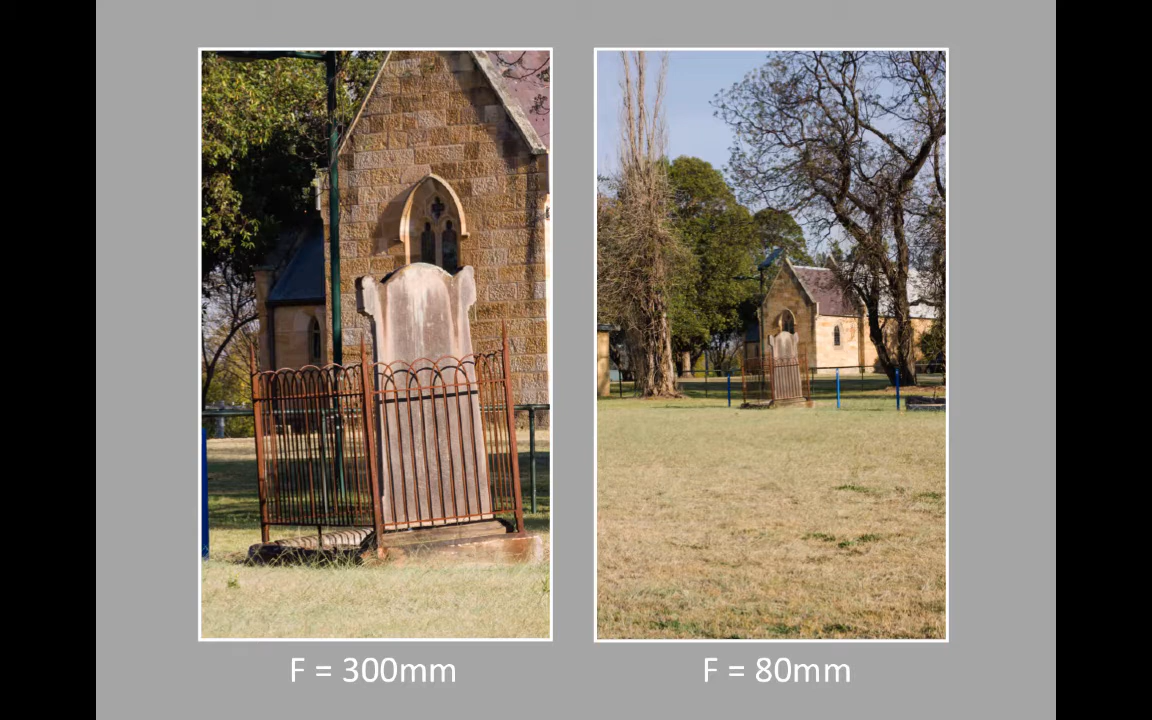 F = 300mm
F = 80mm